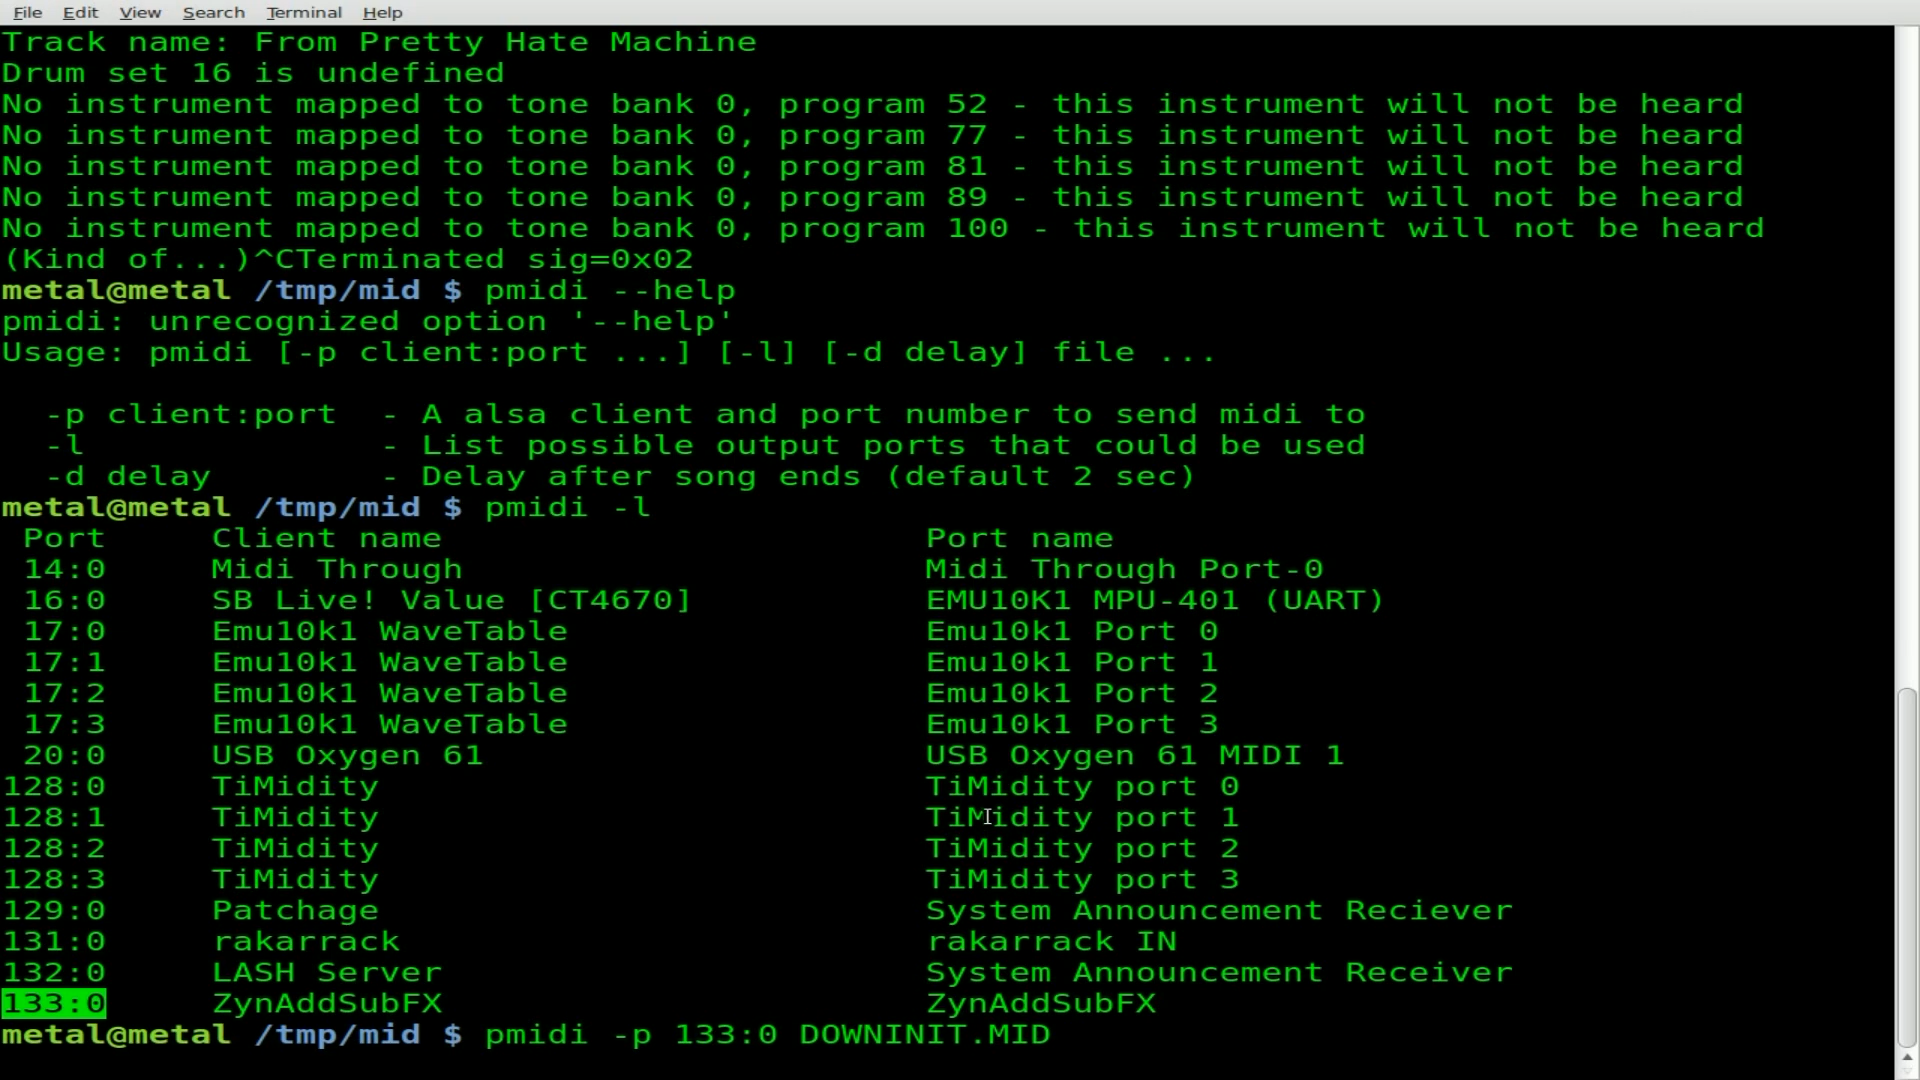 File Edit View Search Terminal Help
Track name: From Pretty Hate Machine
Drum set 16 is undefined
No instrument mapped to tone bank 0, program 52 - this instrument will not be heard
No instrument mapped to tone bank 0, program 77 - this instrument will not be heard
No instrument mapped to tone bank 0, program 81 - this instrument will not be heard
No instrument mapped to tone bank 0, program 89 - this instrument will not be heard
No instrument mapped to tone bank 0, program 100 - this instrument will not be heard
(Kind of...)^CTerminated sig=0x02
metal@metal /tmp/mid $ pmidi --help
pmidi: unrecognized option '--help'
Usage: pmidi [-p client:port ...] [-l] [-d delay] file ...
-p client:port - A alsa client and port number to send midi to
-l - List possible output ports that could be used
-d delay - Delay after song ends (default 2 sec)
metal@metal /tmp/mid $ pmidi -l
Port Client name Port name
14:0 Midi Through Midi Through Port-0
16:0 SB Live! Value [CT4670] EMU10K1 MPU-401 (UART)
17:0 Emu10k1 WaveTable Emu10k1 Port 0
17:1 Emu10k1 WaveTable Emu10k1 Port 1
17:2 Emu10k1 WaveTable Emu10k1 Port 2
17:3 Emu10k1 WaveTable Emu10k1 Port 3
20:0 USB Oxygen 61 USB Oxygen 61 MIDI 1
128:0 TiMidity TiMidity port 0
128:1 TiMidity TiMidity port 1
128:2 TiMidity TiMidity port 2
128:3 TiMidity TiMidity port 3
129:0 Patchage System Announcement Reciever
131:0 rakarrack rakarrack IN
132:0 LASH Server System Announcement Receiver
133:0 ZynAddSubFX ZynAddSubFX
metal@metal /tmp/mid $ pmidi -p 133:0 DOWNINIT.MID